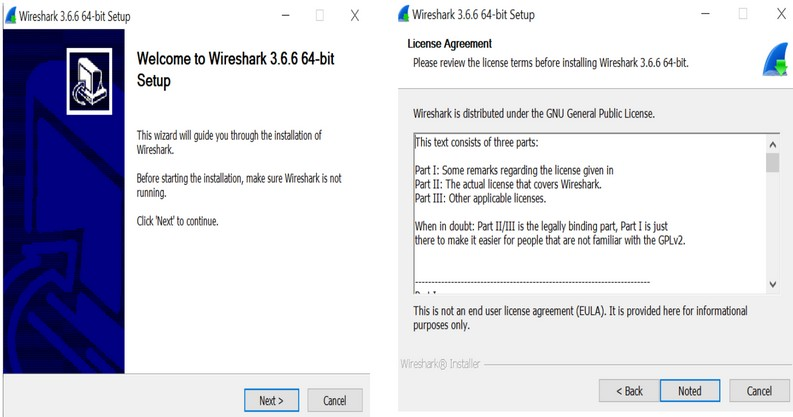 Wireshark 3.6.6 64-bit Setup
Welcome to Wireshark 3.6.6 64-bit
Setup
This wizard will guide you through the installation of
Wireshark.
Before starting the installation, make sure Wireshark is not
running.
Click 'Next' to continue.
Next >
Cancel
Wireshark 3.6.6 64-bit Setup
License Agreement
Please review the license terms before installing Wireshark 3.6.6 64-bit.
Wireshark is distributed under the GNU General Public License.
This text consists of three parts:
Part I: Some remarks regarding the license given in
Part II: The actual license that covers Wireshark.
Part III: Other applicable licenses.
When in doubt: Part II/III is the legally binding part, Part I is just
there to make it easier for people that are not familiar with the GPLv2.
-----------------------------------------------------------------------
This is not an end user license agreement (EULA). It is provided here for informational
purposes only.
Wireshark® Installer
< Back
Noted
Cancel